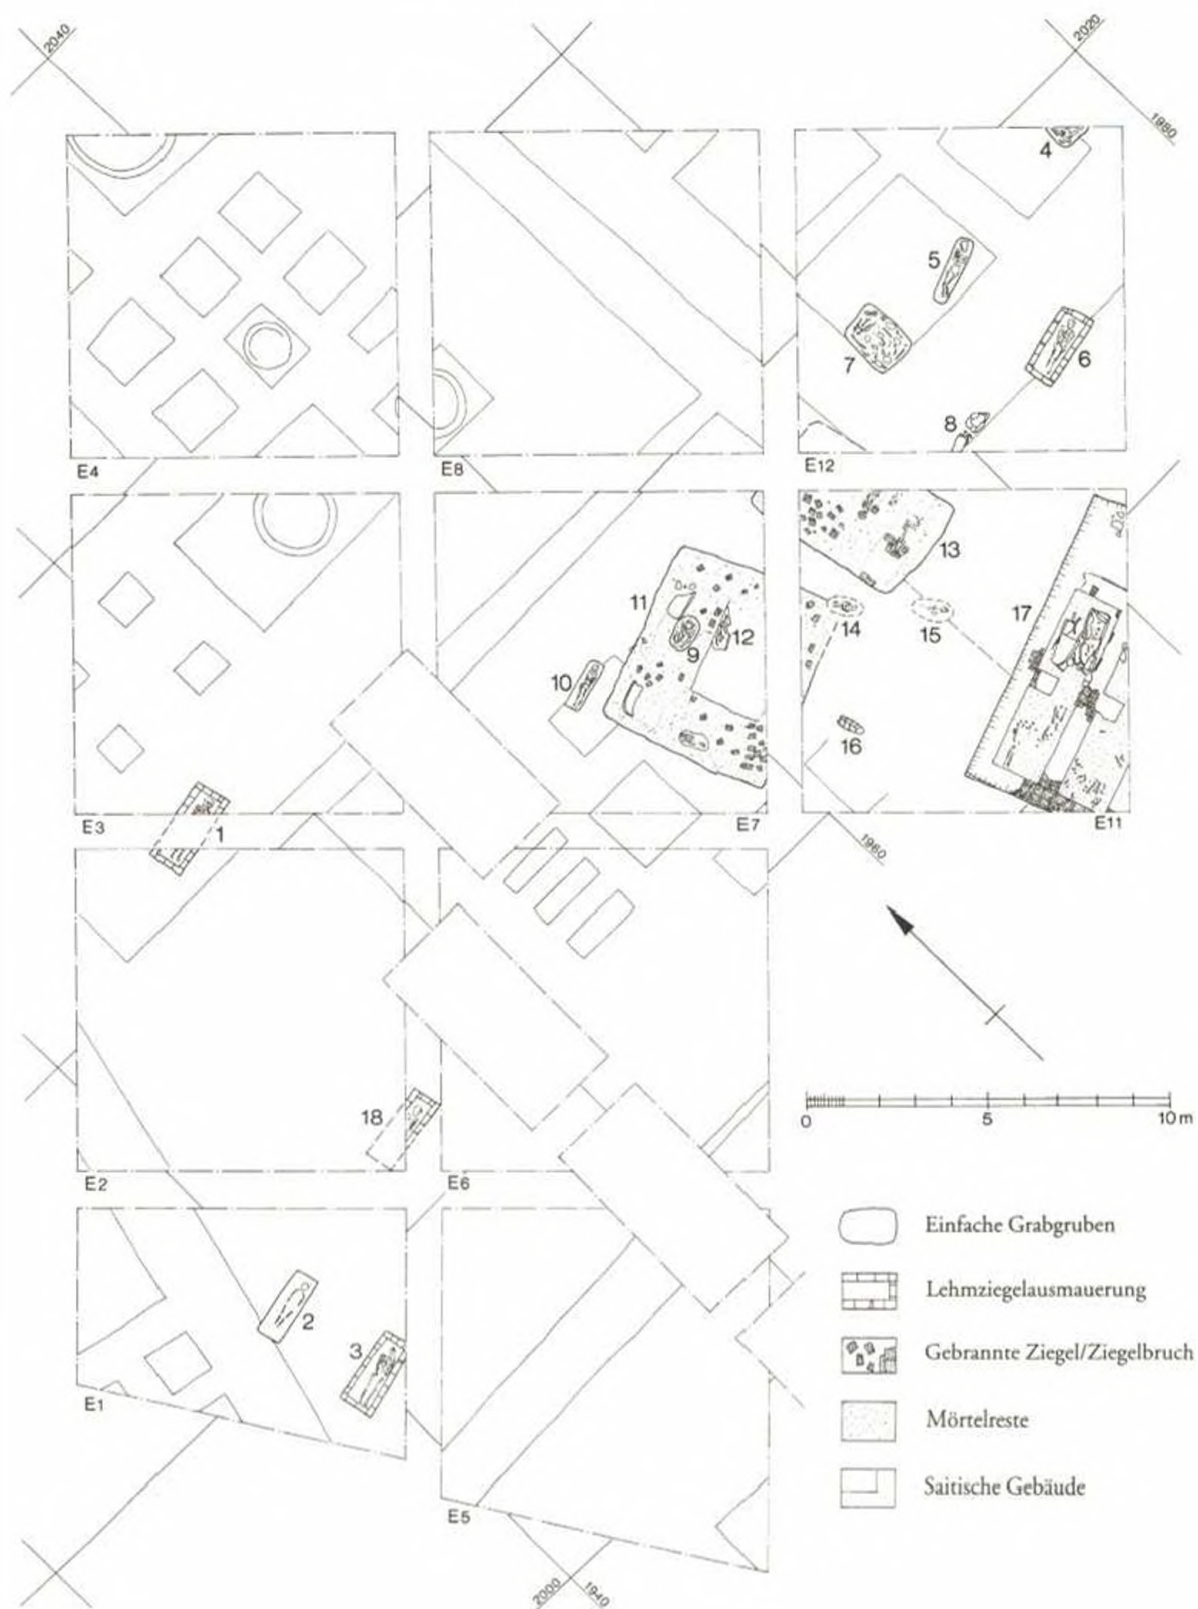 2040
2020
1980
4
5
7
6
8
E4
E8
E12
13
11
14
15
17
12
9
10
16
E3
1
E7
E11
1960
18
0
5
10 m
E2
E6
Einfache Grabgruben
2
Lehmziegelausmauerung
3
Gebrannte Ziegel/Ziegelbruch
E1
Mörtelreste
Saitische Gebäude
E5
2000
1940